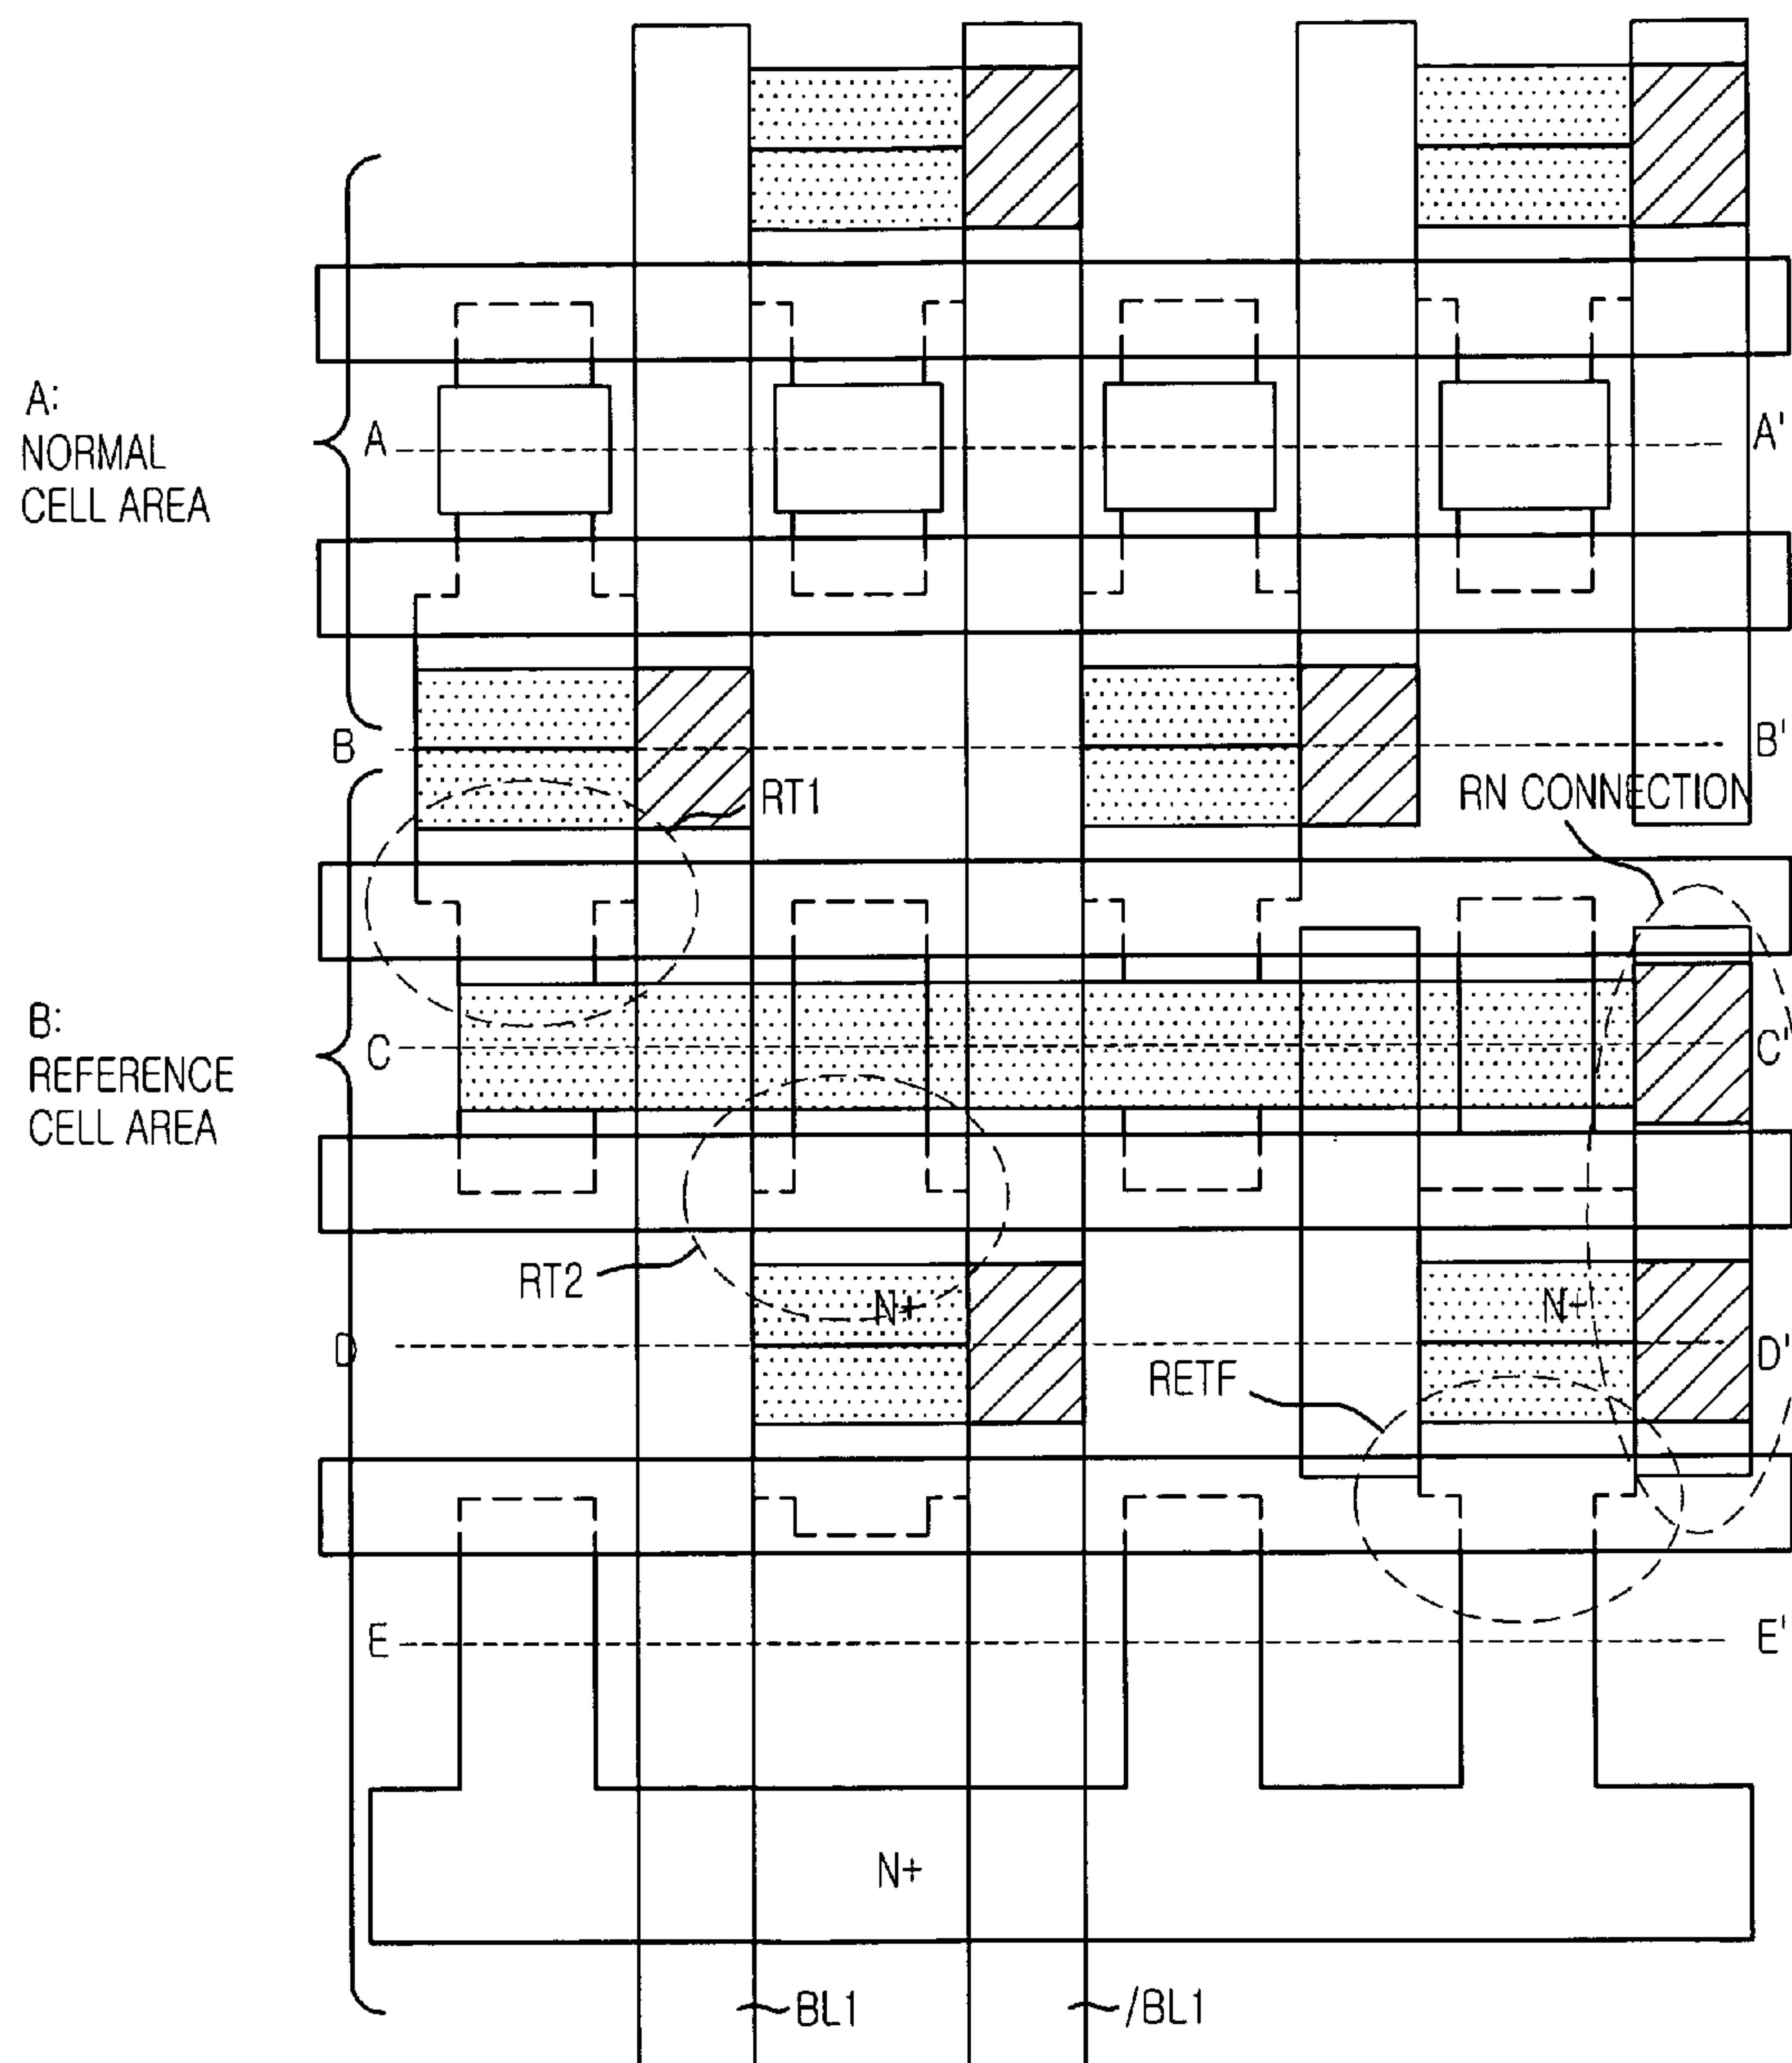 A:
NORMAL
CELL AREA
A
A'
B
B'
RT1
RN CONNECTION
B:
REFERENCE
CELL AREA
C
C'
RT2
N+
N+
D
D'
RETF
E
E'
N+
BL1
/BL1